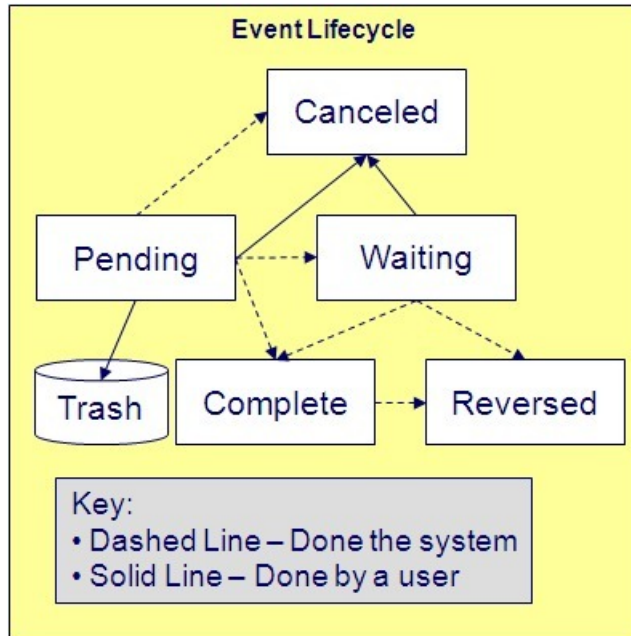 Event Lifecycle
Canceled
Pending
Waiting
Trash
Complete
Reversed
Key:
• Dashed Line – Done the system
• Solid Line – Done by a user